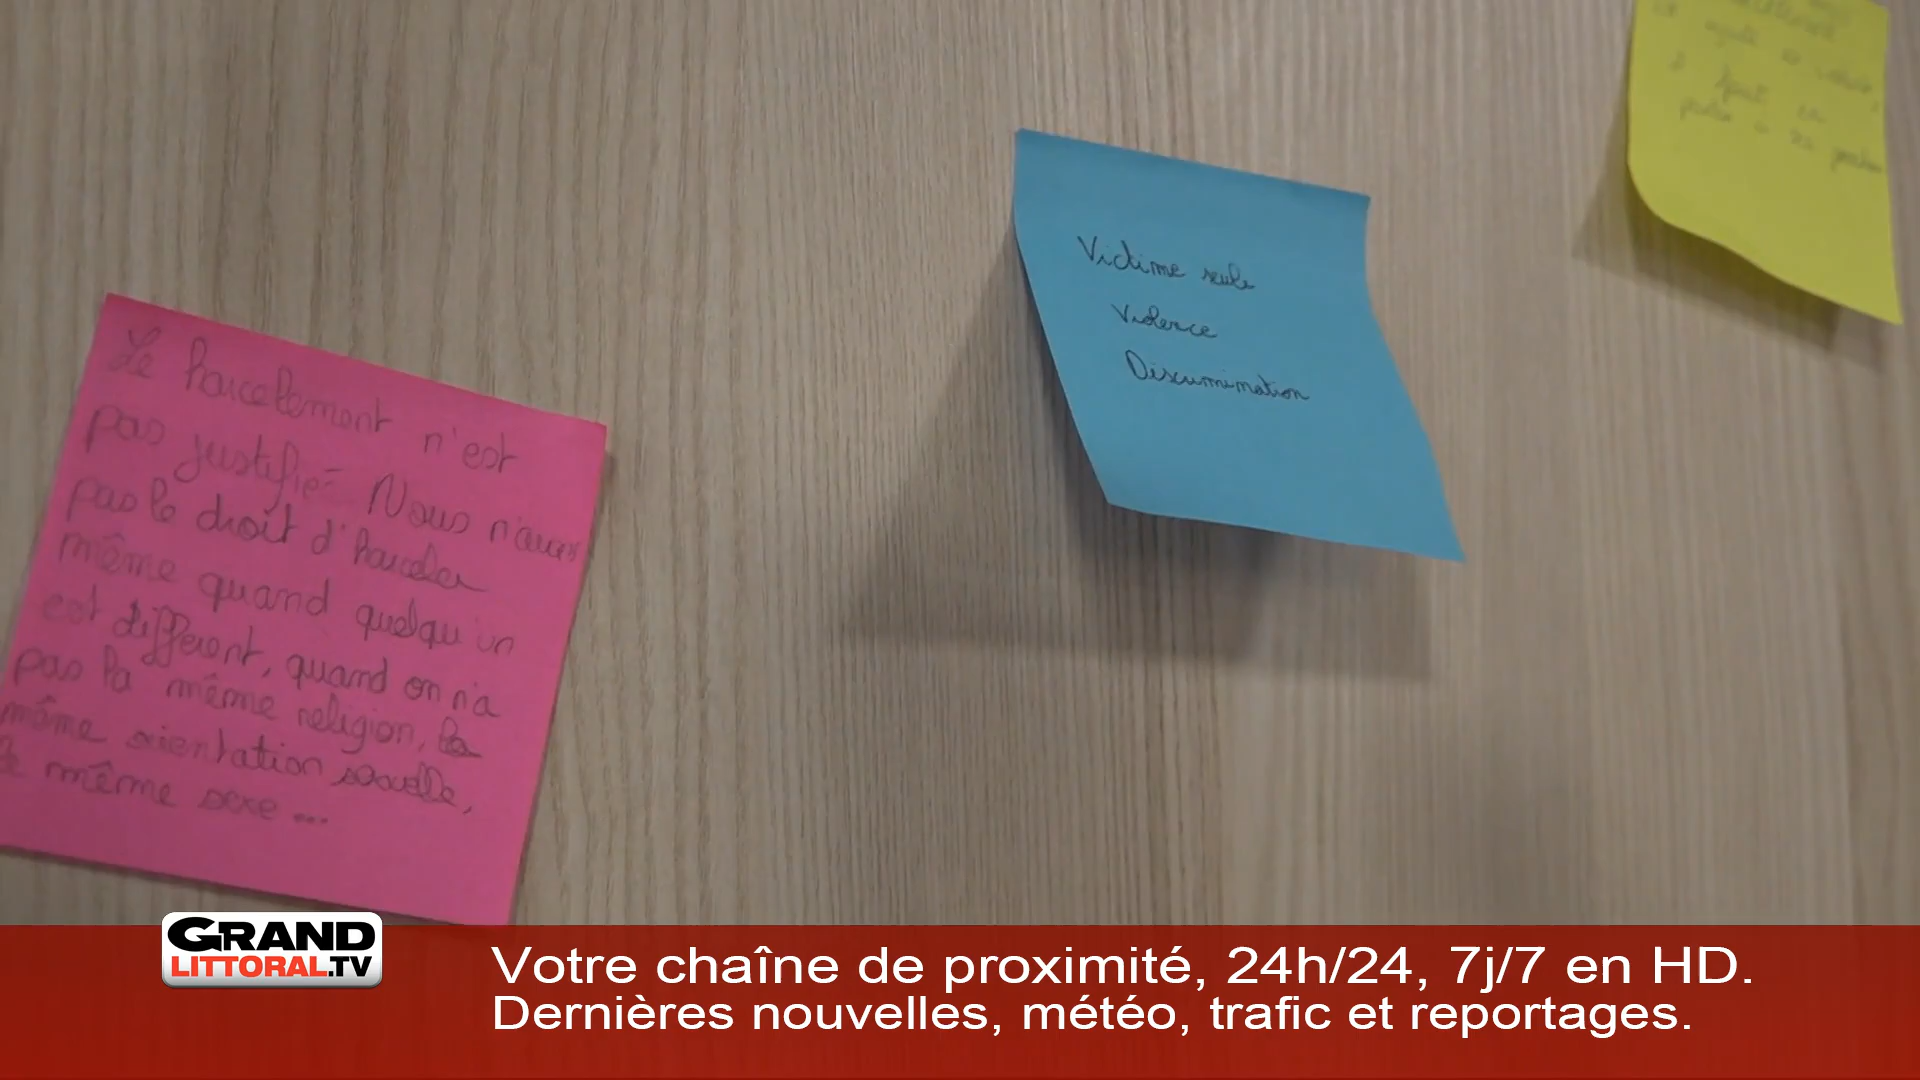 Le harcelement n'est
pas justifié Nous n'avons
pas le droit d'harceler
même quand quelqu'un
est différent, quand on n'a
pas la même religion, la
même orientation sexuelle,
le même sexe ...
Victime seule
Violence
Discrimination
GRAND
LITTORAL.TV
Votre chaîne de proximité, 24h/24, 7j/7 en HD.
Dernières nouvelles, météo, trafic et reportages.